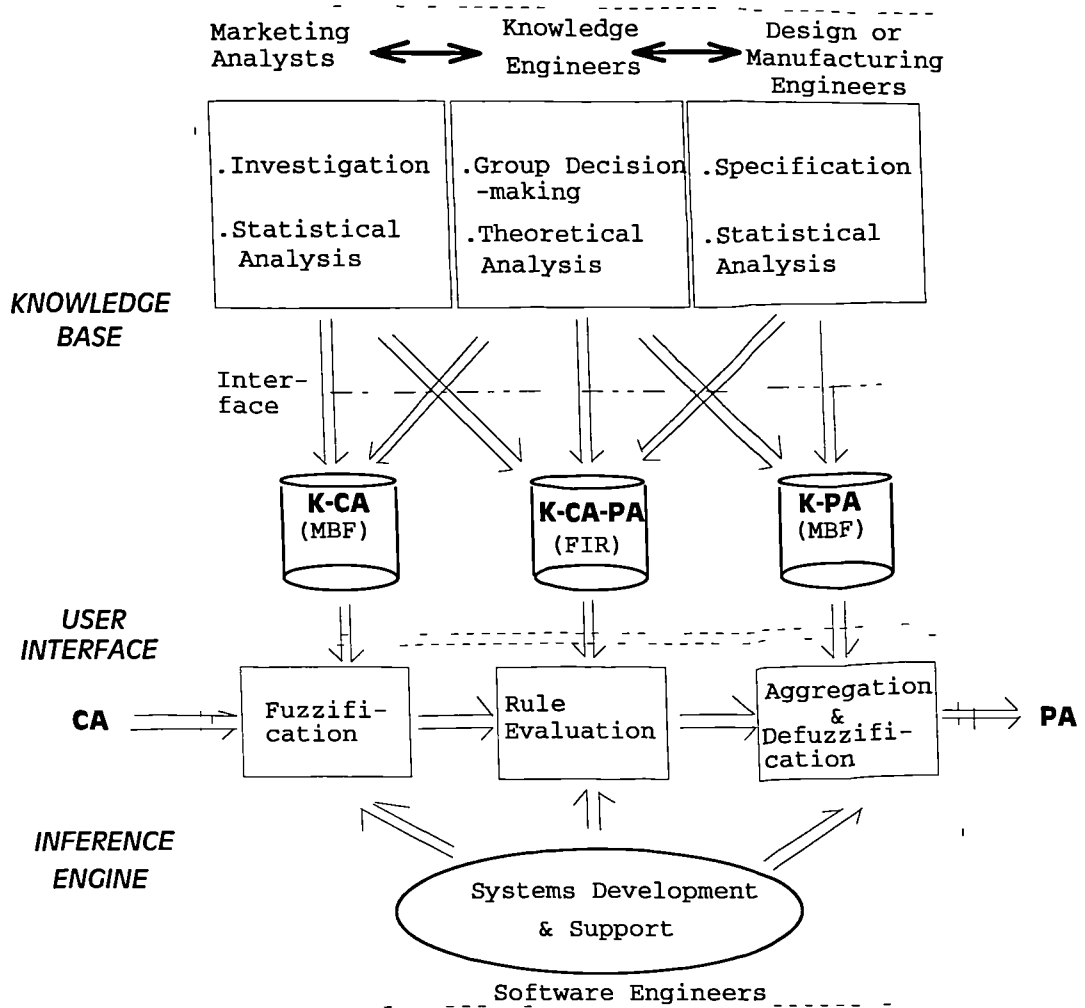 Marketing
Analysts
Knowledge
Engineers
Design or
Manufacturing
Engineers
.Investigation
.Statistical
Analysis
.Group Decision
-making
.Theoretical
Analysis
.Specification
.Statistical
Analysis
KNOWLEDGE
BASE
Inter-
face
K-CA
(MBF)
K-CA-PA
(FIR)
K-PA
(MBF)
USER
INTERFACE
CA
Fuzzifi-
cation
Rule
Evaluation
Aggregation
&
Defuzzifi-
cation
PA
INFERENCE
ENGINE
Systems Development
& Support
Software Engineers